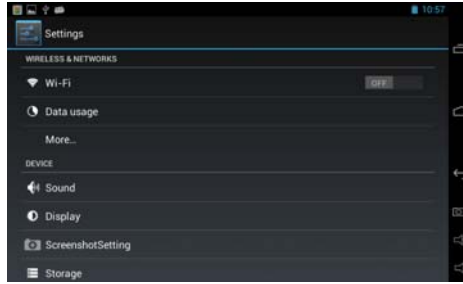 10:57
Settings
WIRELESS & NETWORKS
Wi-Fi
OFF
Data usage
More...
DEVICE
Sound
Display
ScreenshotSetting
Storage